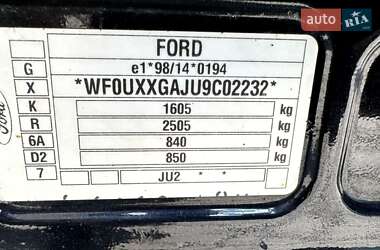 auto RIA
FORD
G e1*98/14*0194
X *WF0UXXGAJU9C02232*
K 1605 kg
R 2505 kg
6A 840 kg
D2 850 kg
7 JU2 * *
Ford